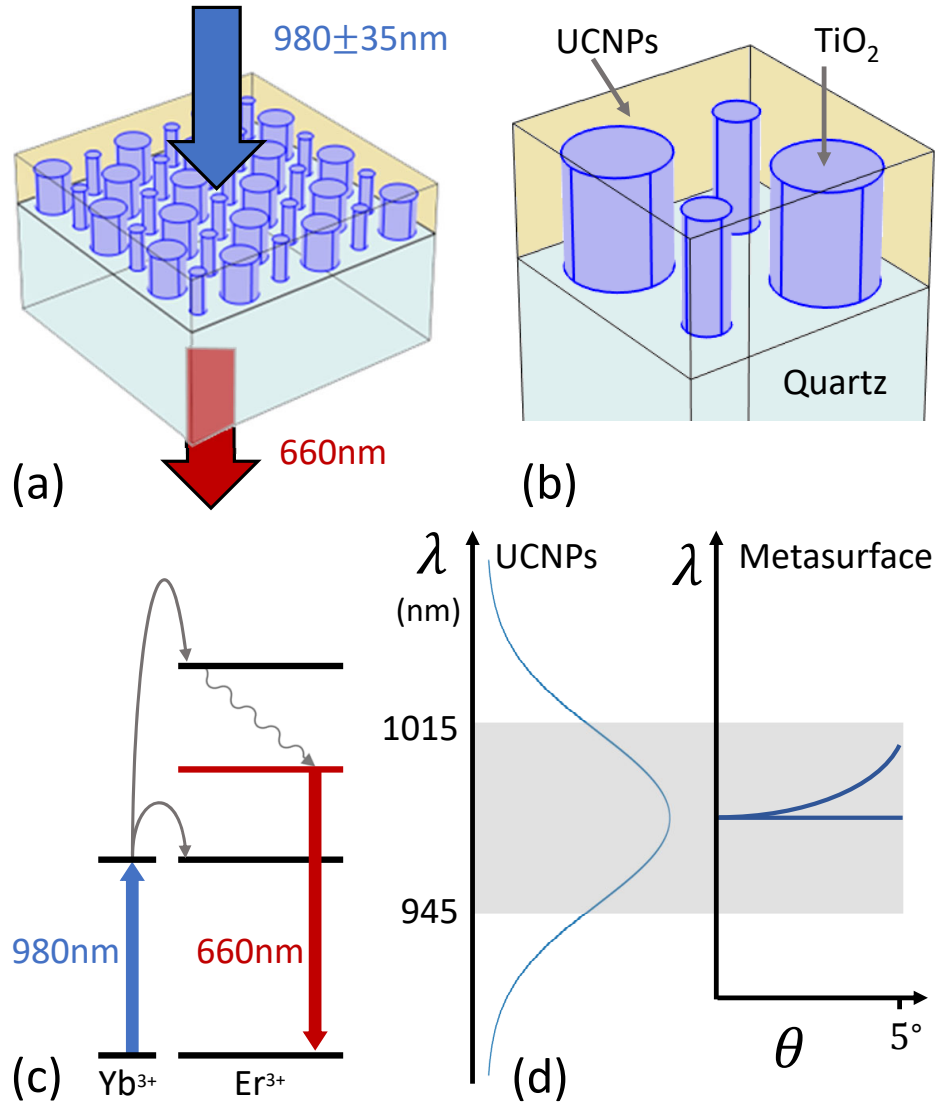 980±35nm
660nm
(a)
UCNPs
TiO₂
Quartz
(b)
980nm
660nm
Yb³⁺
Er³⁺
(c)
λ
(nm)
UCNPs
1015
945
λ
Metasurface
θ
5°
(d)